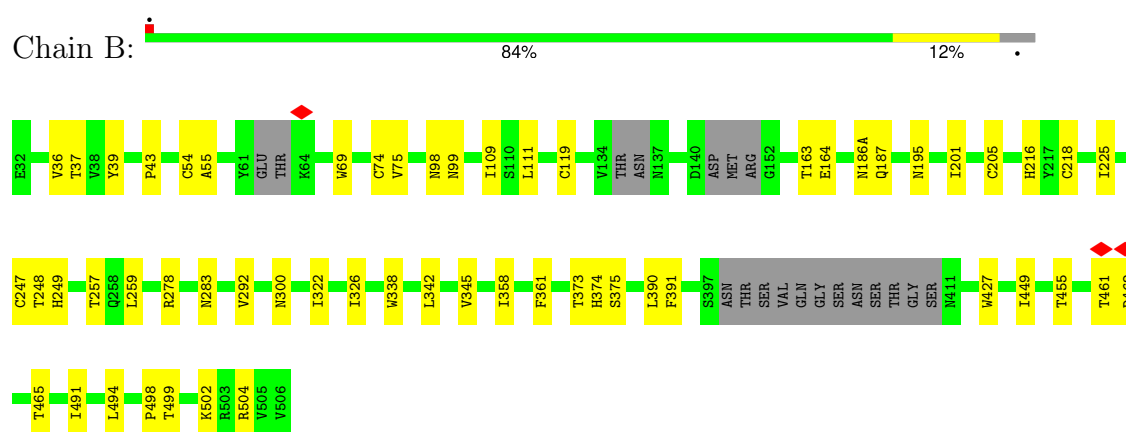 Chain B:
84% 12%
E32 V36 T37 V38 Y39 P43 C54 A55 Y61 GLU THR K64 W69 C74 V75 N98 N99 I109 S110 L111 C119 V134 THR ASN N137 D140 ASP MET ARG G152 T163 E164 N186A Q187 N195 I201 C205 H216 Y217 C218 I225
C247 T248 H249 T257 Q258 L259 R278 N283 V292 N300 I322 I326 W338 L342 V345 I358 F361 T373 H374 S375 L390 F391 S397 ASN THR SER VAL GLN GLY SER ASN SER THR GLY SER N411 W427 I449 T455 T461
T465 I491 L494 P498 T499 K502 R503 R504 V505 V506